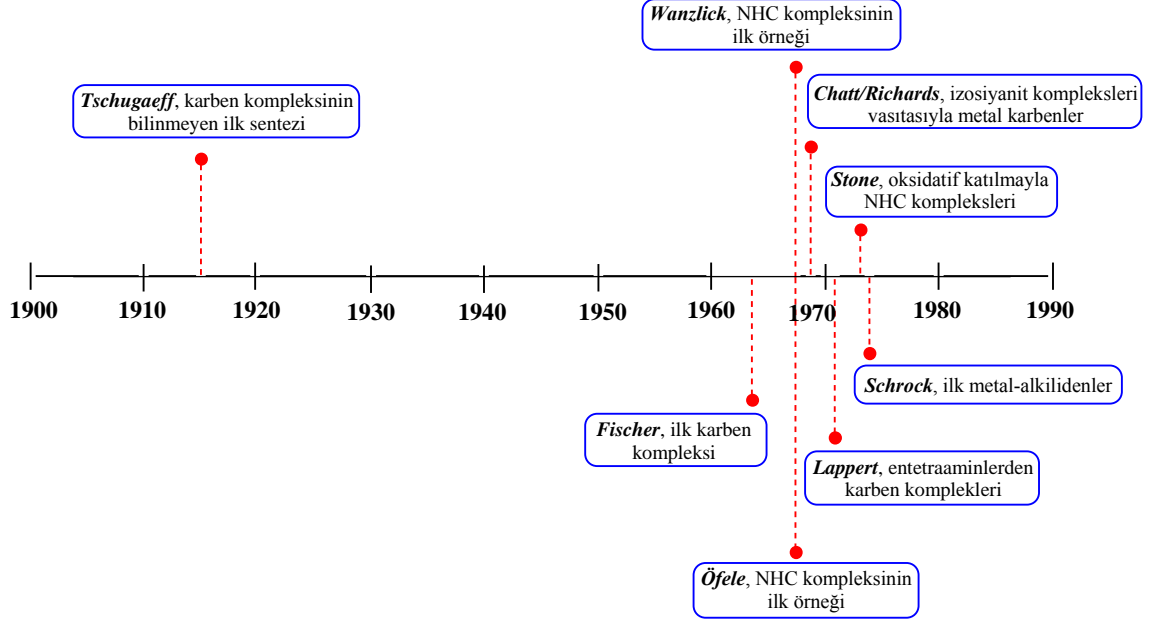 Wanzlick, NHC kompleksinin
ilk örneği
Tschugaeff, karben kompleksinin
bilinmeyen ilk sentezi
Chatt/Richards, izosiyanit kompleksleri
vasıtasıyla metal karbenler
Stone, oksidatif katılmayla
NHC kompleksleri
1900 1910 1920 1930 1940 1950 1960 1970 1980 1990
Schrock, ilk metal-alkilidenler
Fischer, ilk karben
kompleksi
Lappert, entetraaminlerden
karben komplekleri
Öfele, NHC kompleksinin
ilk örneği